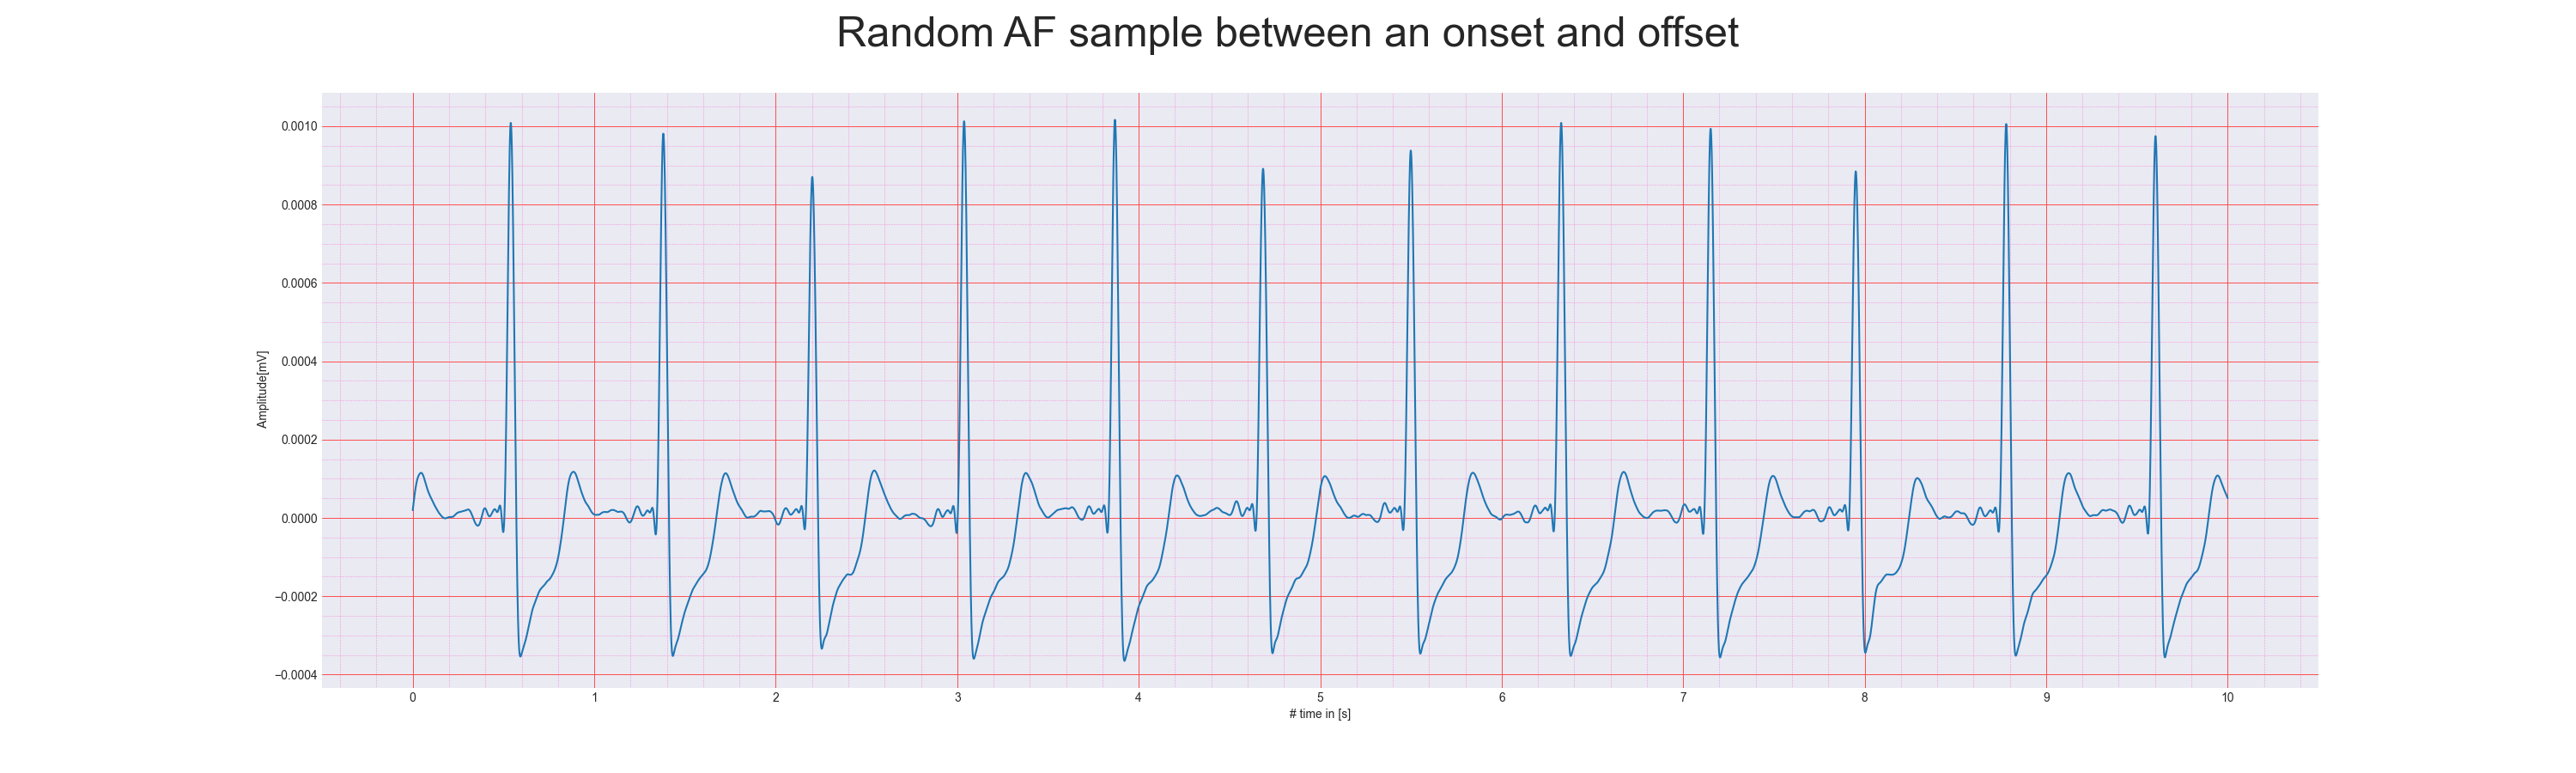 Random AF sample between an onset and offset
0.0010
0.0008
0.0006
0.0004
0.0002
0.0000
−0.0002
−0.0004
Amplitude[mV]
0 1 2 3 4 5 6 7 8 9 10
# time in [s]